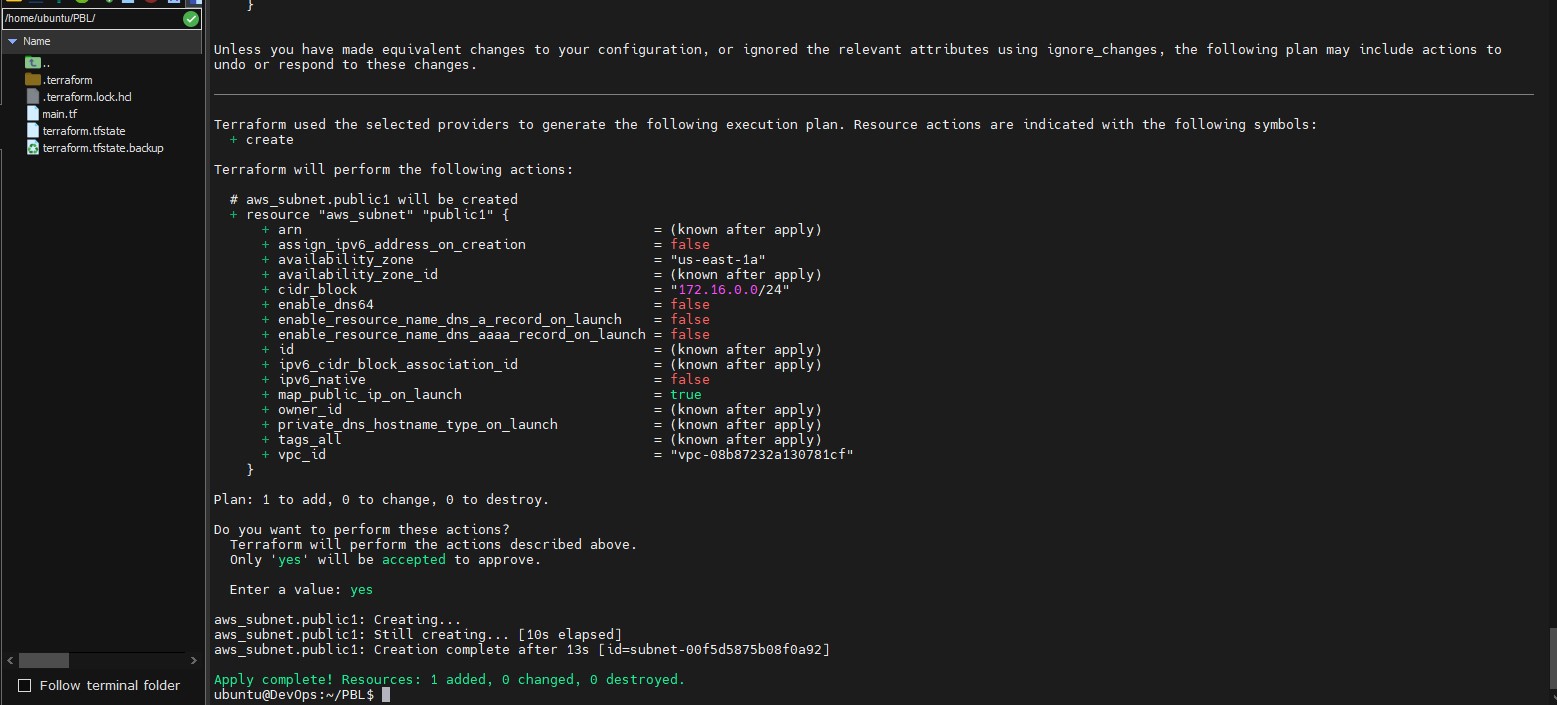 /home/ubuntu/PBL/
Name
..
.terraform
.terraform.lock.hcl
main.tf
terraform.tfstate
terraform.tfstate.backup
Follow terminal folder
}
Unless you have made equivalent changes to your configuration, or ignored the relevant attributes using ignore_changes, the following plan may include actions to
undo or respond to these changes.
Terraform used the selected providers to generate the following execution plan. Resource actions are indicated with the following symbols:
+ create
Terraform will perform the following actions:
# aws_subnet.public1 will be created
+ resource "aws_subnet" "public1" {
+ arn = (known after apply)
+ assign_ipv6_address_on_creation = false
+ availability_zone = "us-east-1a"
+ availability_zone_id = (known after apply)
+ cidr_block = "172.16.0.0/24"
+ enable_dns64 = false
+ enable_resource_name_dns_a_record_on_launch = false
+ enable_resource_name_dns_aaaa_record_on_launch = false
+ id = (known after apply)
+ ipv6_cidr_block_association_id = (known after apply)
+ ipv6_native = false
+ map_public_ip_on_launch = true
+ owner_id = (known after apply)
+ private_dns_hostname_type_on_launch = (known after apply)
+ tags_all = (known after apply)
+ vpc_id = "vpc-08b87232a130781cf"
}
Plan: 1 to add, 0 to change, 0 to destroy.
Do you want to perform these actions?
Terraform will perform the actions described above.
Only 'yes' will be accepted to approve.
Enter a value: yes
aws_subnet.public1: Creating...
aws_subnet.public1: Still creating... [10s elapsed]
aws_subnet.public1: Creation complete after 13s [id=subnet-00f5d5875b08f0a92]
Apply complete! Resources: 1 added, 0 changed, 0 destroyed.
ubuntu@DevOps:~/PBL$